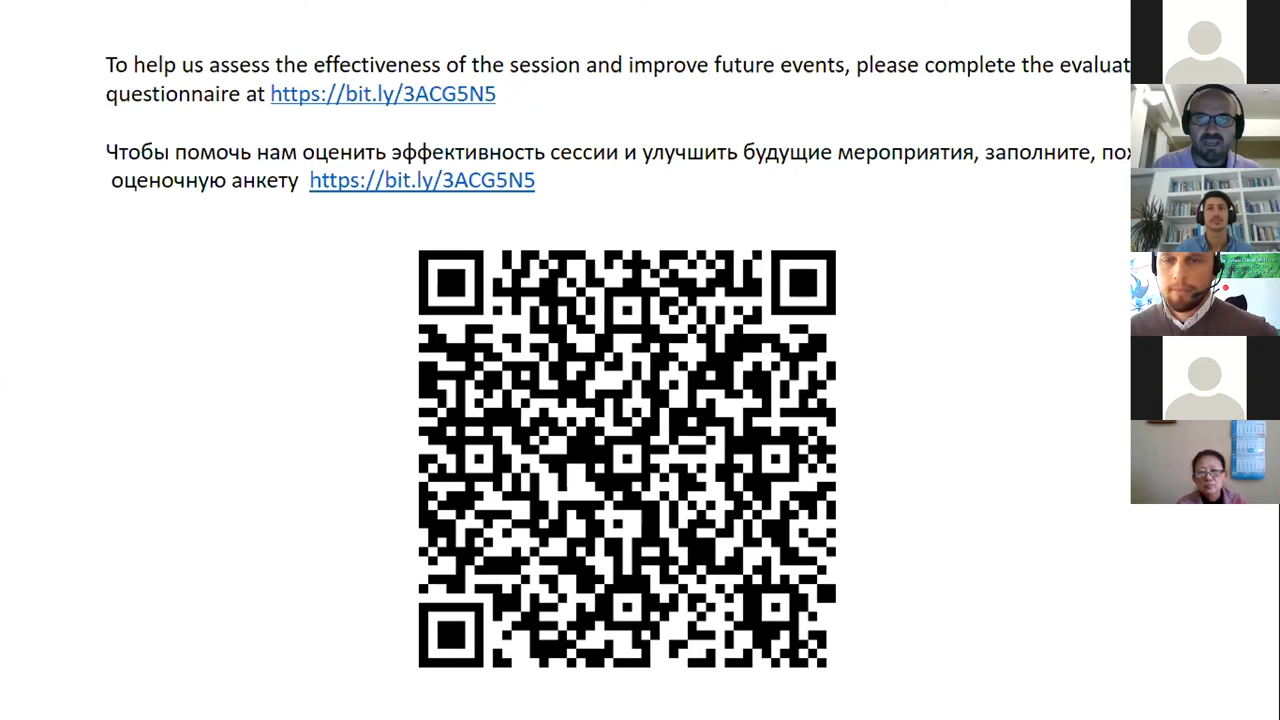 To help us assess the effectiveness of the session and improve future events, please complete the evaluat
questionnaire at https://bit.ly/3ACG5N5
Чтобы помочь нам оценить эффективность сессии и улучшить будущие мероприятия, заполните, по
оценочную анкету https://bit.ly/3ACG5N5